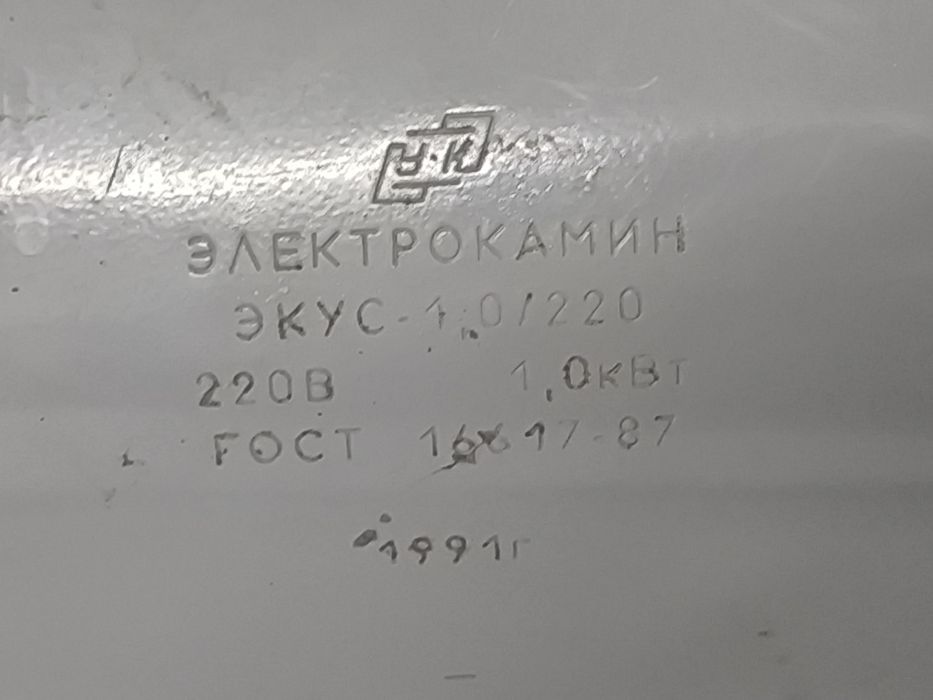 У·К
ЭЛЕКТРОКАМИН
ЭКУС-1,0/220
220В 1,0кВт
ГОСТ 16617-87
1991г